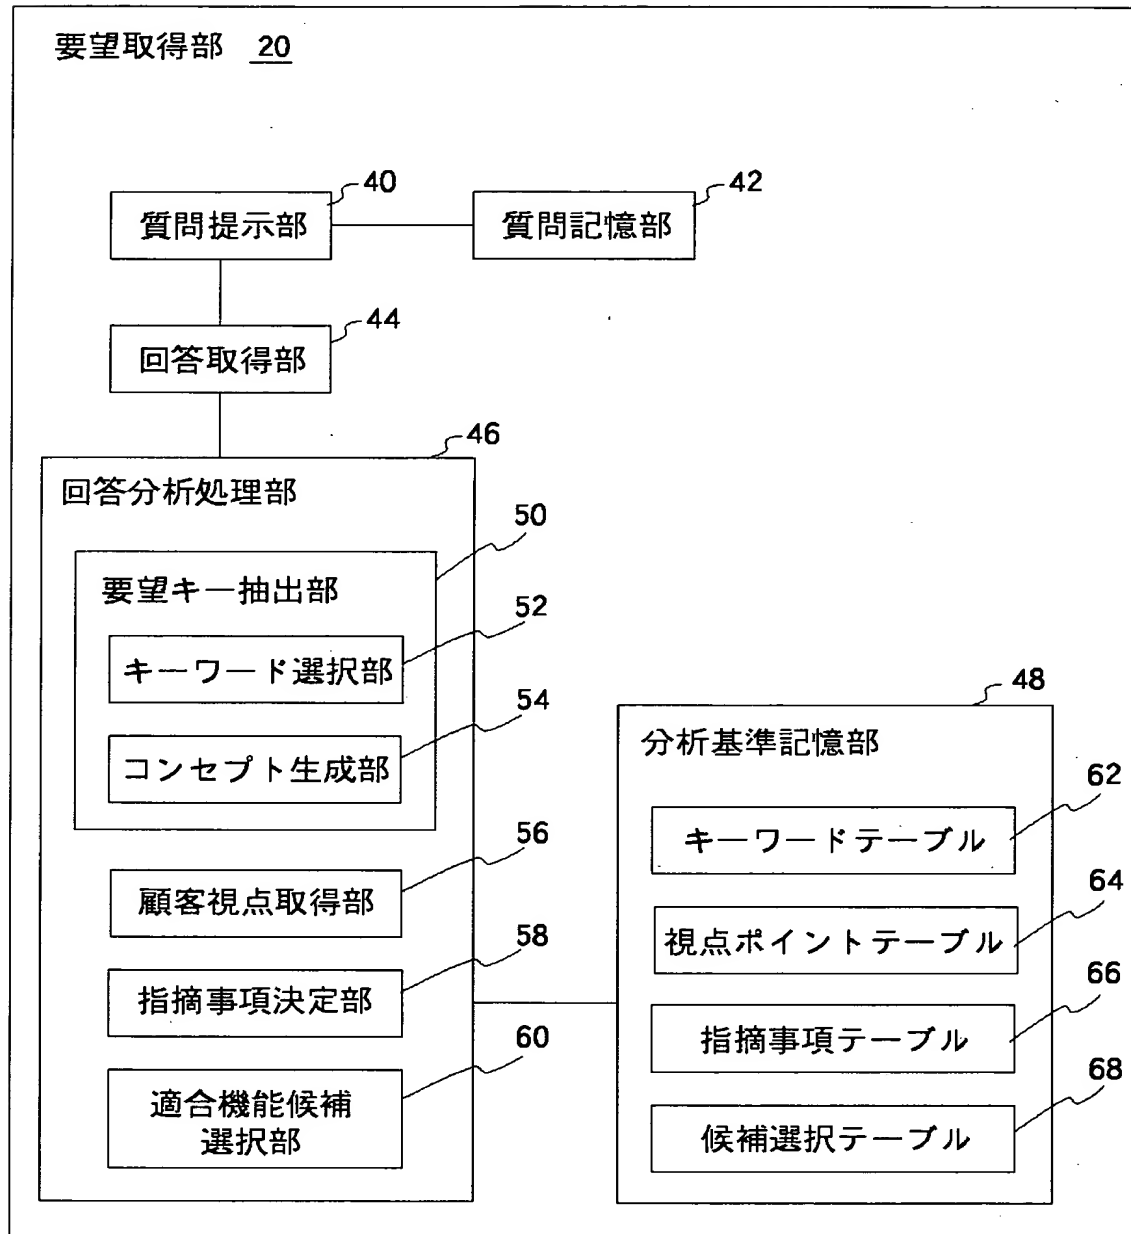 要望取得部 20
40
質問提示部
42
質問記憶部
44
回答取得部
46
回答分析処理部
50
要望キー抽出部
52
キーワード選択部
54
コンセプト生成部
56
顧客視点取得部
58
指摘事項決定部
60
適合機能候補
選択部
48
分析基準記憶部
62
キーワードテーブル
64
視点ポイントテーブル
66
指摘事項テーブル
68
候補選択テーブル